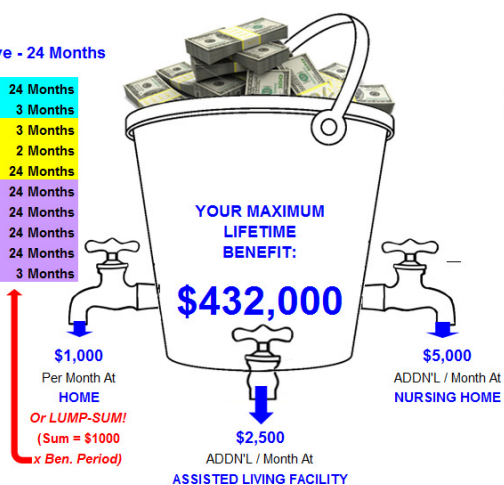 ve - 24 Months
24 Months
3 Months
3 Months
2 Months
24 Months
24 Months
24 Months
24 Months
24 Months
3 Months
YOUR MAXIMUM
LIFETIME
BENEFIT:
$432,000
$1,000
Per Month At
HOME
Or LUMP-SUM!
(Sum = $1000
x Ben. Period)
$2,500
ADDN'L / Month At
ASSISTED LIVING FACILITY
$5,000
ADDN'L / Month At
NURSING HOME